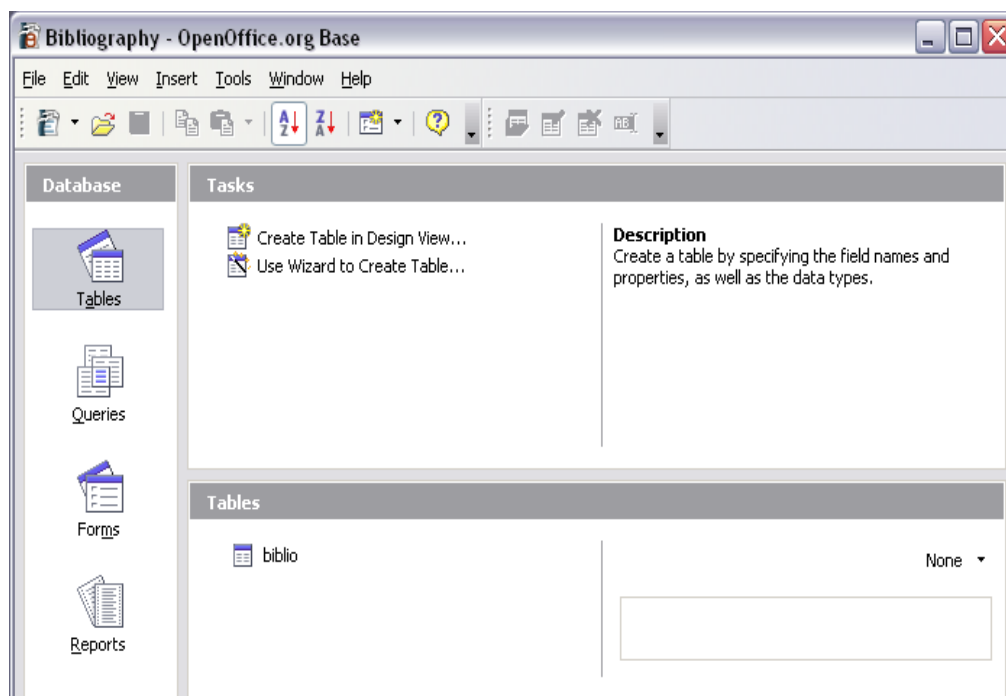 Bibliography - OpenOffice.org Base
File Edit View Insert Tools Window Help
Database
Tables
Queries
Forms
Reports
Tasks
Create Table in Design View...
Use Wizard to Create Table...
Description
Create a table by specifying the field names and
properties, as well as the data types.
Tables
biblio
None